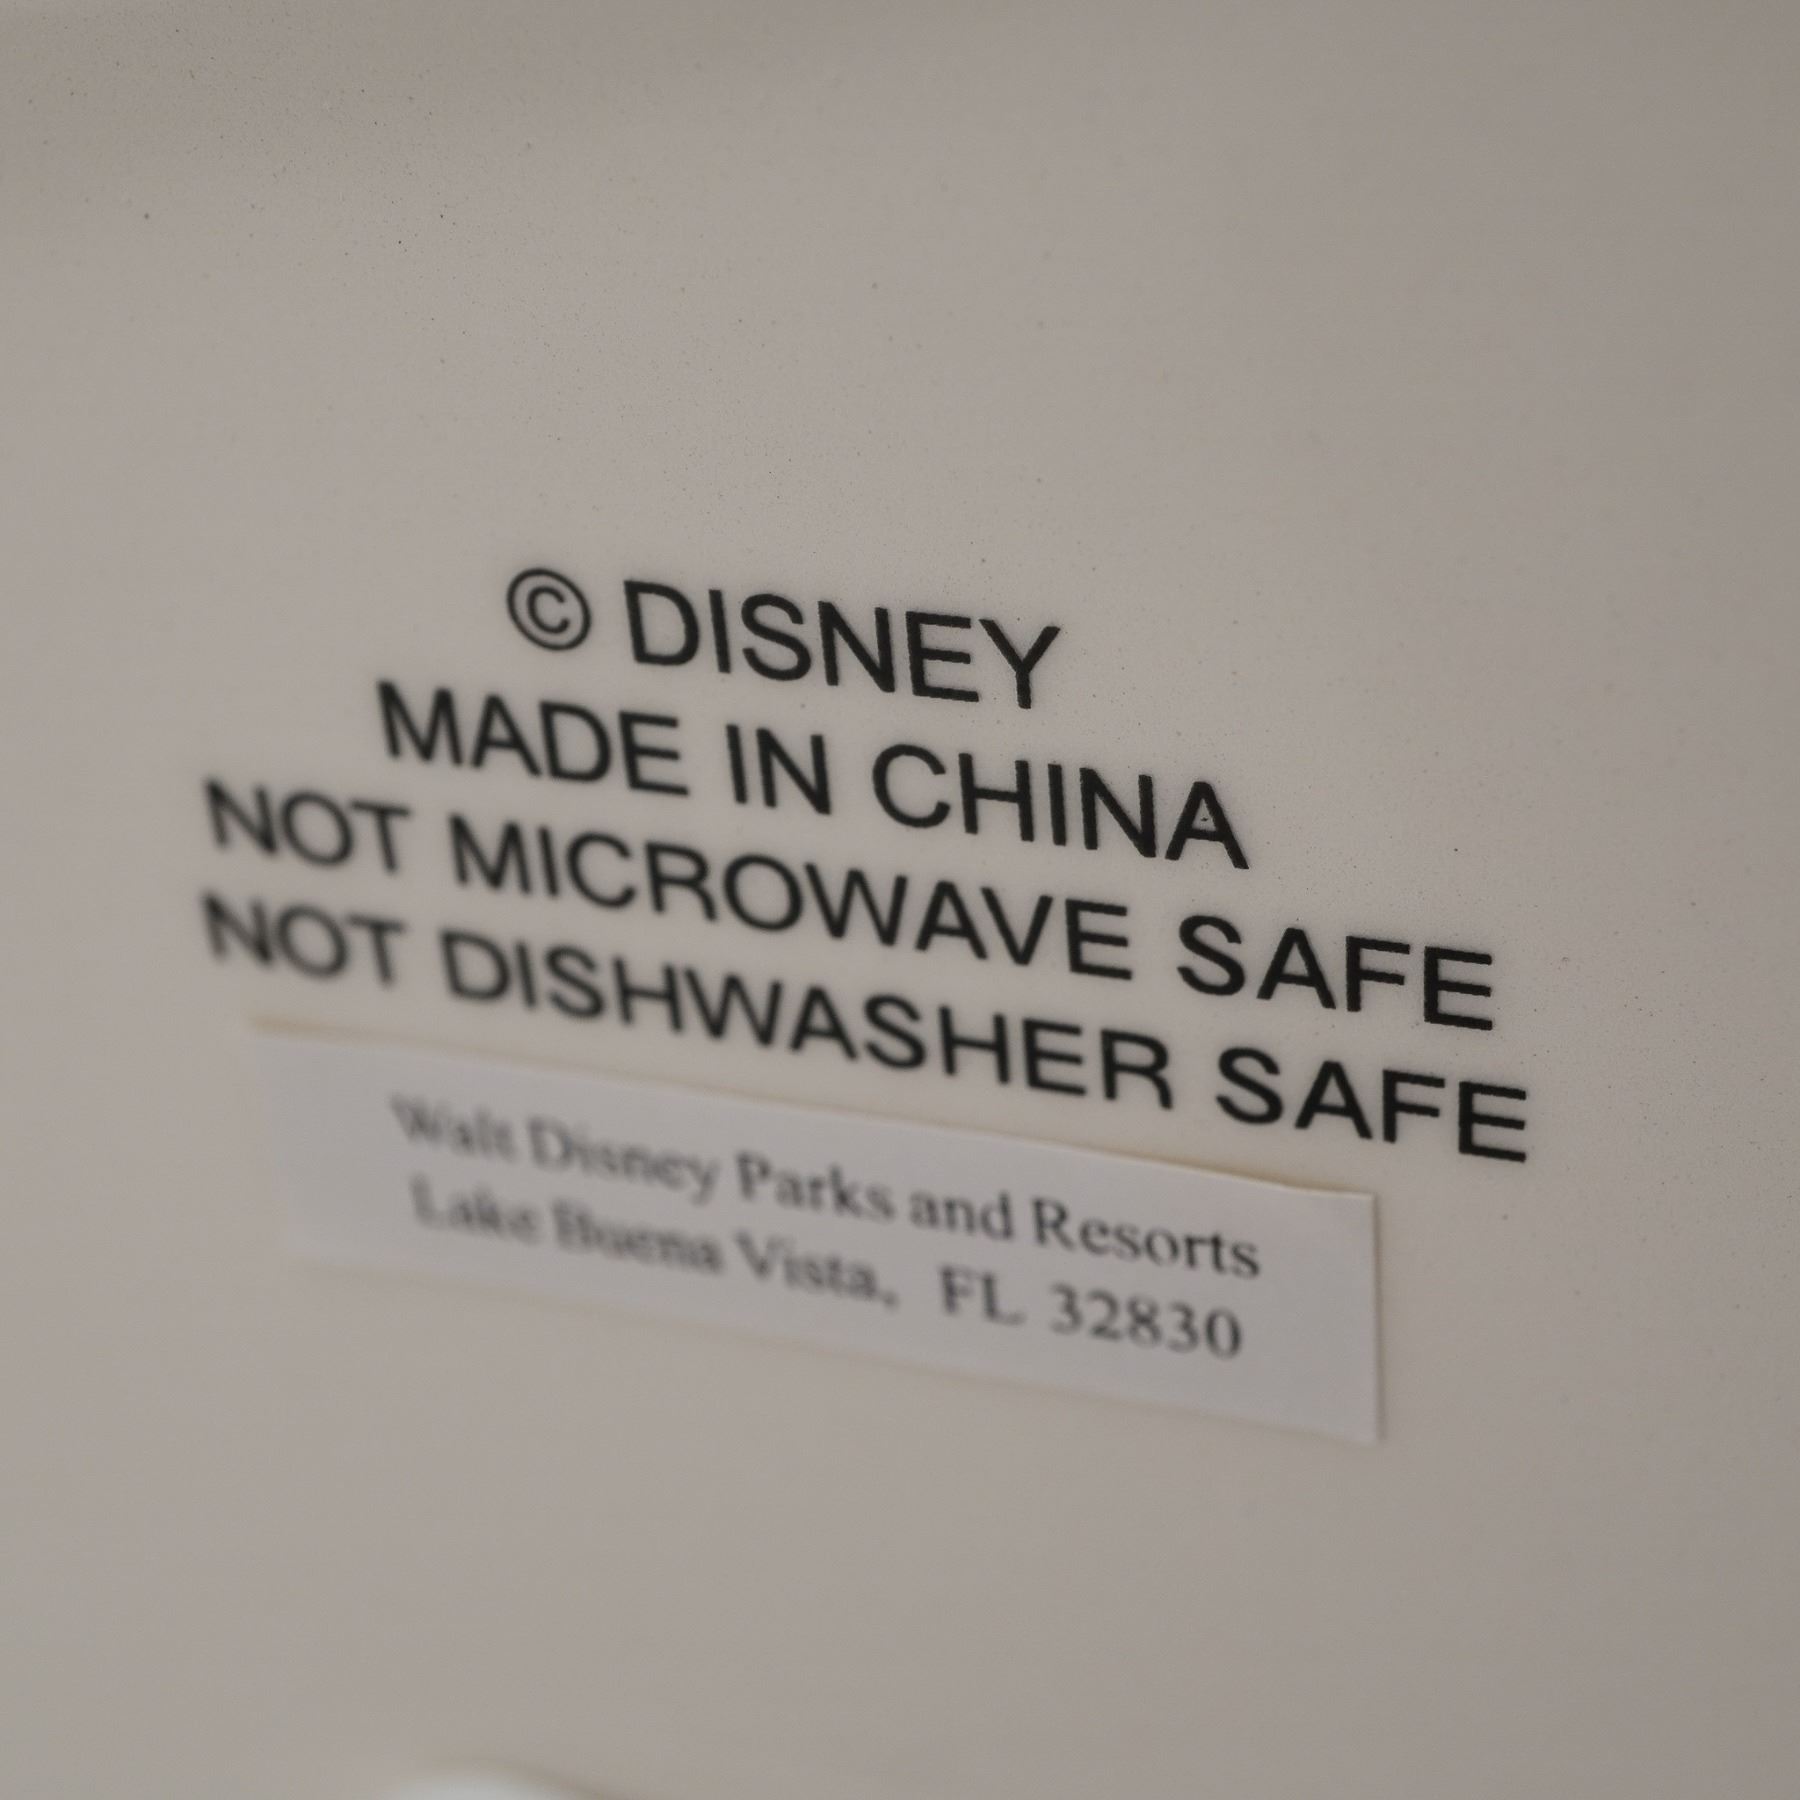 © DISNEY
MADE IN CHINA
NOT MICROWAVE SAFE
NOT DISHWASHER SAFE
Walt Disney Parks and Resorts
Lake Buena Vista, FL 32830